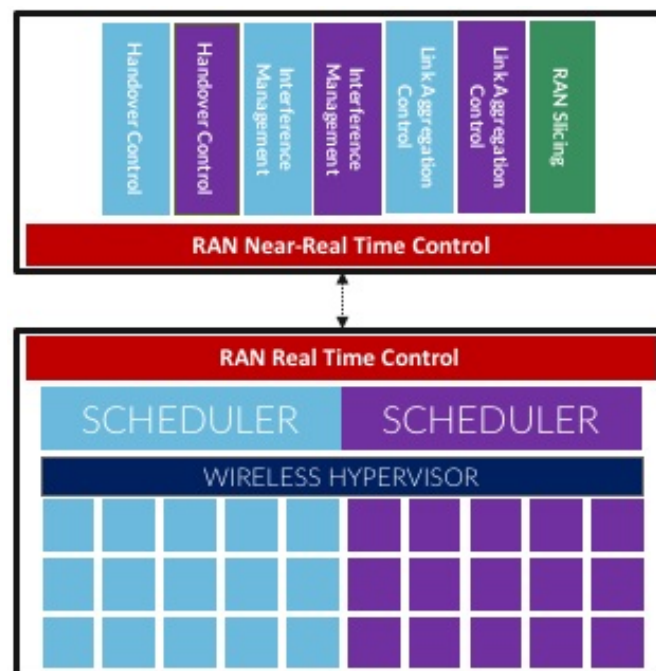 Handover Control
Handover Control
Interference
Management
Interference
Management
Link Aggregation
Control
Link Aggregation
Control
RAN Slicing
RAN Near-Real Time Control
RAN Real Time Control
SCHEDULER
SCHEDULER
WIRELESS HYPERVISOR